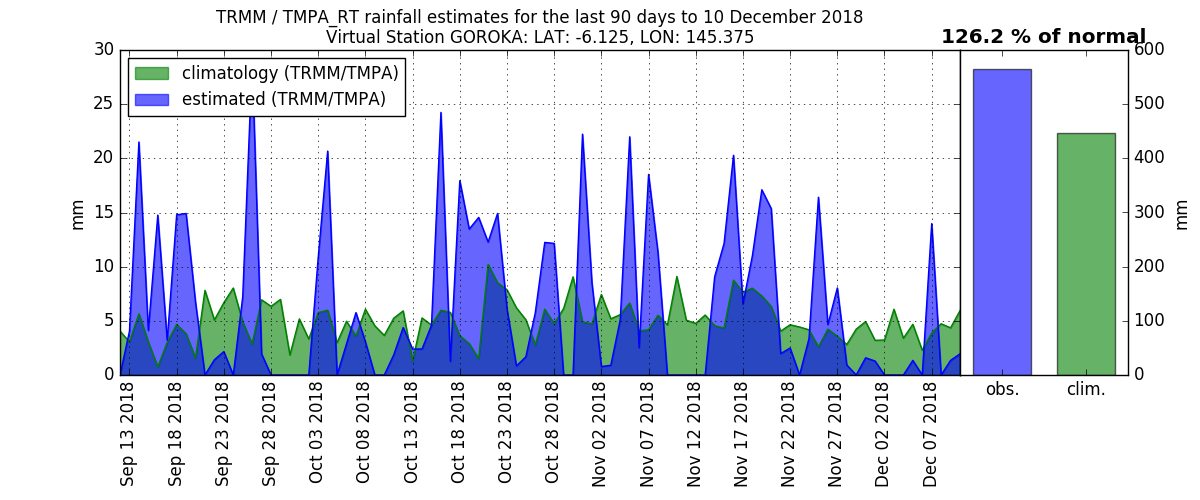 TRMM / TMPA_RT rainfall estimates for the last 90 days to 10 December 2018
Virtual Station GOROKA: LAT: -6.125, LON: 145.375
126.2 % of normal
climatology (TRMM/TMPA)
estimated (TRMM/TMPA)
30
25
20
15
10
5
0
mm
Sep 13 2018
Sep 18 2018
Sep 23 2018
Sep 28 2018
Oct 03 2018
Oct 08 2018
Oct 13 2018
Oct 18 2018
Oct 23 2018
Oct 28 2018
Nov 02 2018
Nov 07 2018
Nov 12 2018
Nov 17 2018
Nov 22 2018
Nov 27 2018
Dec 02 2018
Dec 07 2018
obs.
clim.
600
500
400
300
200
100
0
mm